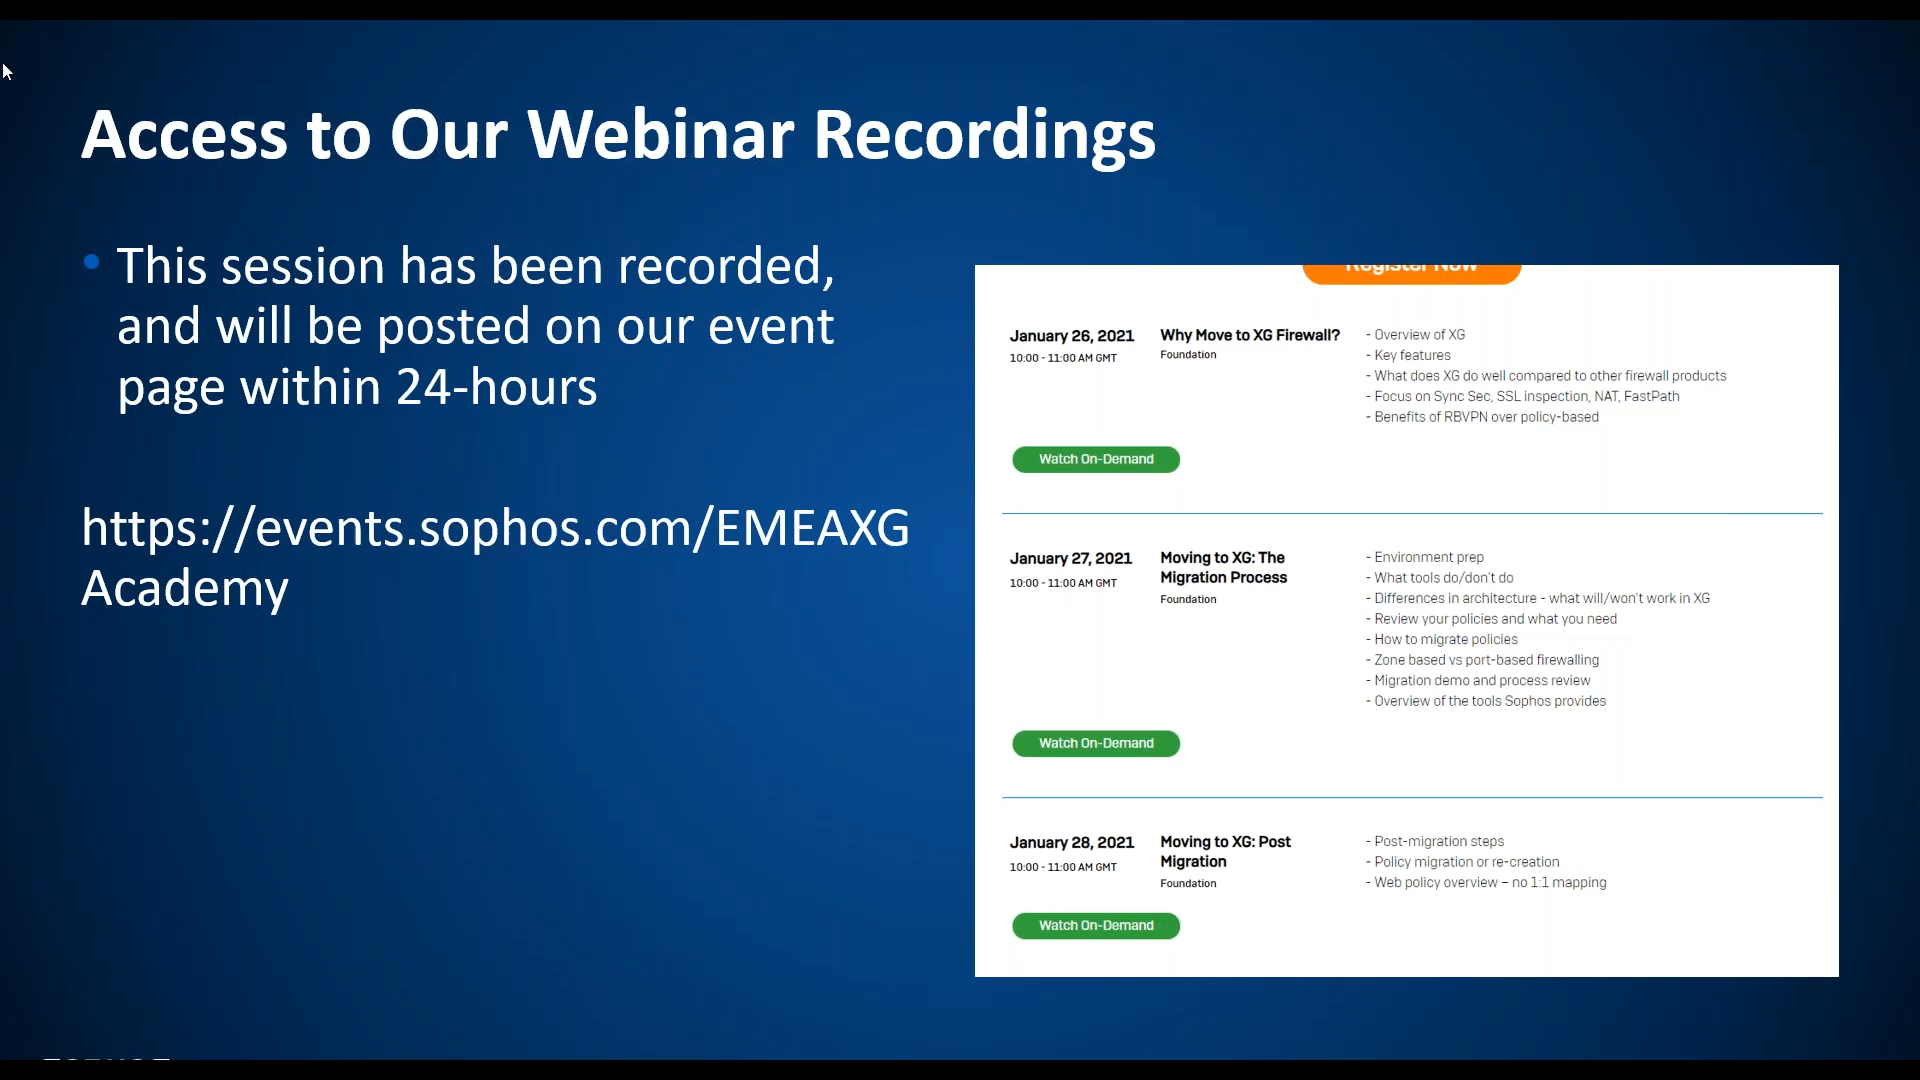 Access to Our Webinar Recordings
• This session has been recorded,
and will be posted on our event
page within 24-hours
https://events.sophos.com/EMEAXG
Academy
Register Now
January 26, 2021
10:00 - 11:00 AM GMT
Why Move to XG Firewall?
Foundation
- Overview of XG
- Key features
- What does XG do well compared to other firewall products
- Focus on Sync Sec, SSL inspection, NAT, FastPath
- Benefits of RBVPN over policy-based
Watch On-Demand
January 27, 2021
10:00 - 11:00 AM GMT
Moving to XG: The
Migration Process
Foundation
- Environment prep
- What tools do/don't do
- Differences in architecture - what will/won't work in XG
- Review your policies and what you need
- How to migrate policies
- Zone based vs port-based firewalling
- Migration demo and process review
- Overview of the tools Sophos provides
Watch On-Demand
January 28, 2021
10:00 - 11:00 AM GMT
Moving to XG: Post
Migration
Foundation
- Post-migration steps
- Policy migration or re-creation
- Web policy overview – no 1:1 mapping
Watch On-Demand